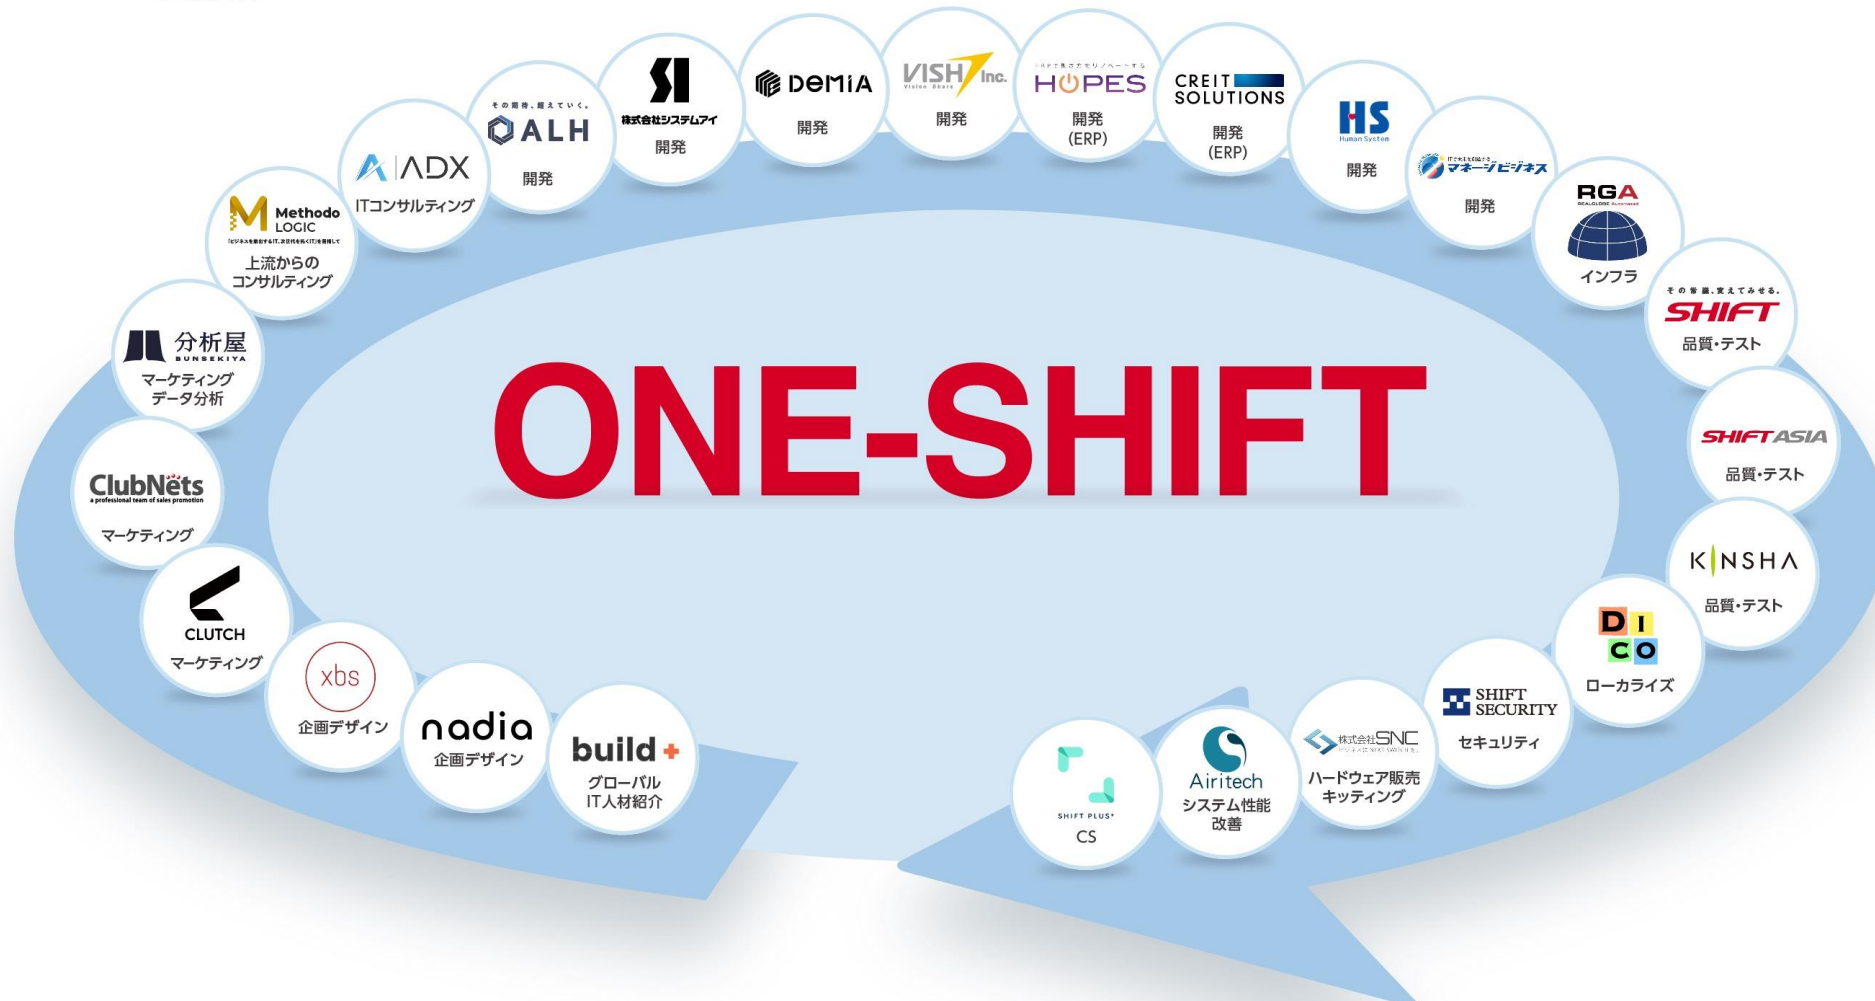 ONE-SHIFT
build+
グローバル
IT人材紹介
nadia
企画デザイン
xbs
企画デザイン
CLUTCH
マーケティング
ClubNets
a professional team of sales promotion
マーケティング
分析屋
BUNSEKIYA
マーケティング
データ分析
Methodo
LOGIC
上流からの
コンサルティング
ADX
ITコンサルティング
その期待、超えていく。
ALH
開発
株式会社システムアイ
開発
DEMIA
開発
VISH Inc.
Vision Share
開発
HOPES
開発
(ERP)
CREIT
SOLUTIONS
開発
(ERP)
HS
Human System
開発
マネージビジネス
開発
RGA
REALGLOBE Automated
インフラ
その常識、変えてみせる。
SHIFT
品質・テスト
SHIFT ASIA
品質・テスト
KINSHA
品質・テスト
DI
CO
ローカライズ
SHIFT
SECURITY
セキュリティ
株式会社SNC
ハードウェア販売
キッティング
Airitech
システム性能
改善
SHIFT PLUS+
CS